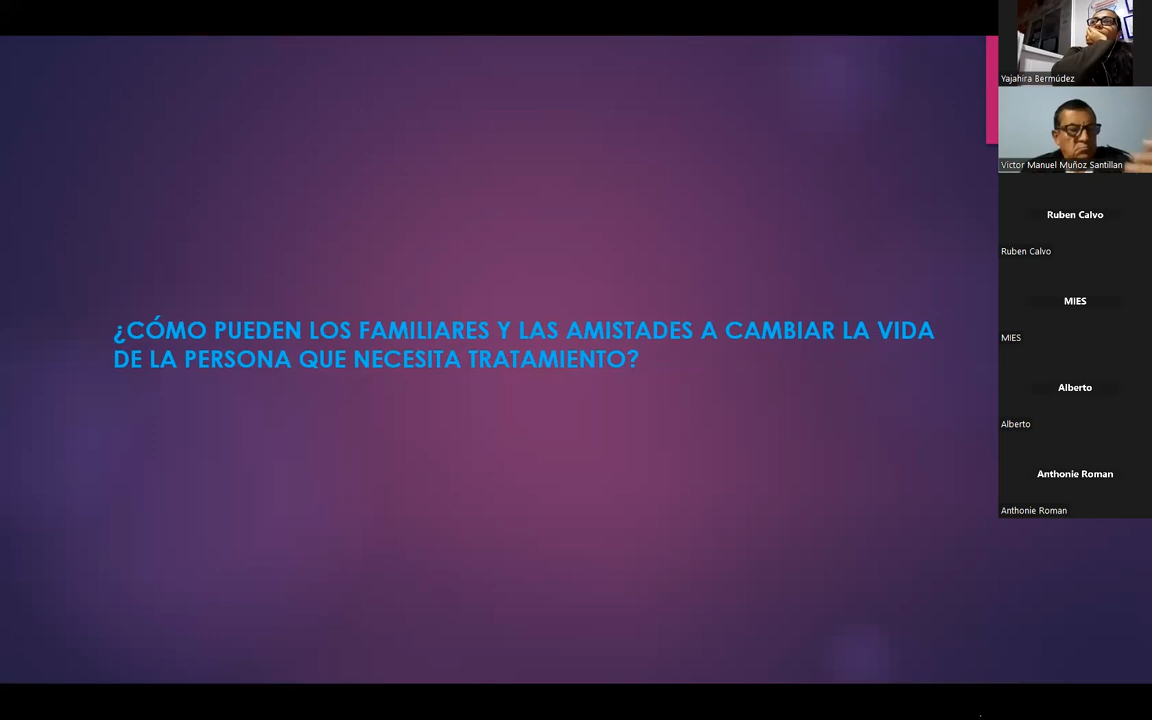 ¿CÓMO PUEDEN LOS FAMILIARES Y LAS AMISTADES A CAMBIAR LA VIDA
DE LA PERSONA QUE NECESITA TRATAMIENTO?
Yajahira Bermúdez
Victor Manuel Muñoz Santillan
Ruben Calvo
Ruben Calvo
MIES
MIES
Alberto
Alberto
Anthonie Roman
Anthonie Roman